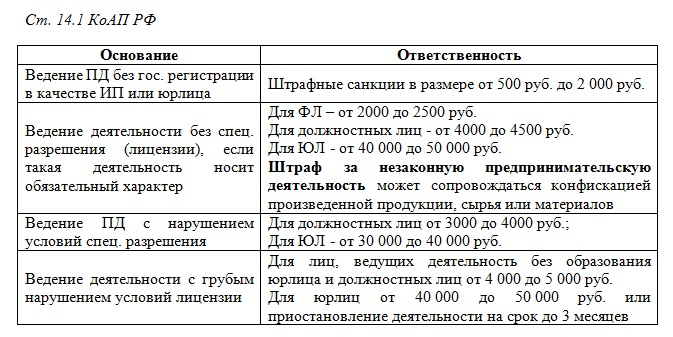 Ст. 14.1 КоАП РФ
Основание
Ответственность
Ведение ПД без гос. регистрации
в качестве ИП или юрлица
Штрафные санкции в размере от 500 руб. до 2 000 руб.
Ведение деятельности без спец.
разрешения (лицензии), если
такая деятельность носит
обязательный характер
Для ФЛ – от 2000 до 2500 руб.
Для должностных лиц - от 4000 до 4500 руб.
Для ЮЛ - от 40 000 до 50 000 руб.
Штраф за незаконную предпринимательскую
деятельность может сопровождаться конфискацией
произведенной продукции, сырья или материалов
Ведение ПД с нарушением
условий спец. разрешения
Для должностных лиц от 3000 до 4000 руб.;
Для ЮЛ - от 30 000 до 40 000 руб.
Ведение деятельности с грубым
нарушением условий лицензии
Для лиц, ведущих деятельность без образования
юрлица и должностных лиц от 4 000 до 5 000 руб.
Для юрлиц от 40 000 до 50 000 руб. или
приостановление деятельности на срок до 3 месяцев